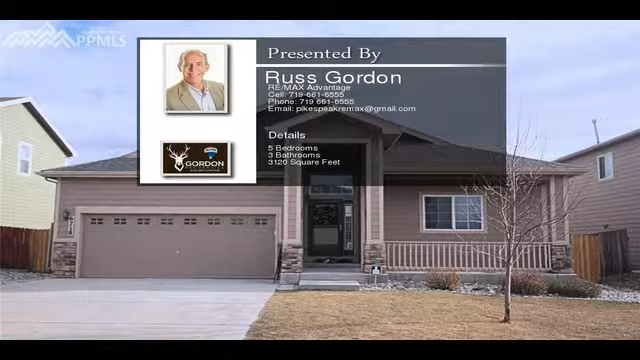 PPMLS
Presented By
Russ Gordon
RE/MAX Advantage
Cell: 719-661-6555
Phone: 719 661-6555
Email: pikespeakremax@gmail.com
GORDON
Details
5 Bedrooms
3 Bathrooms
3120 Square Feet